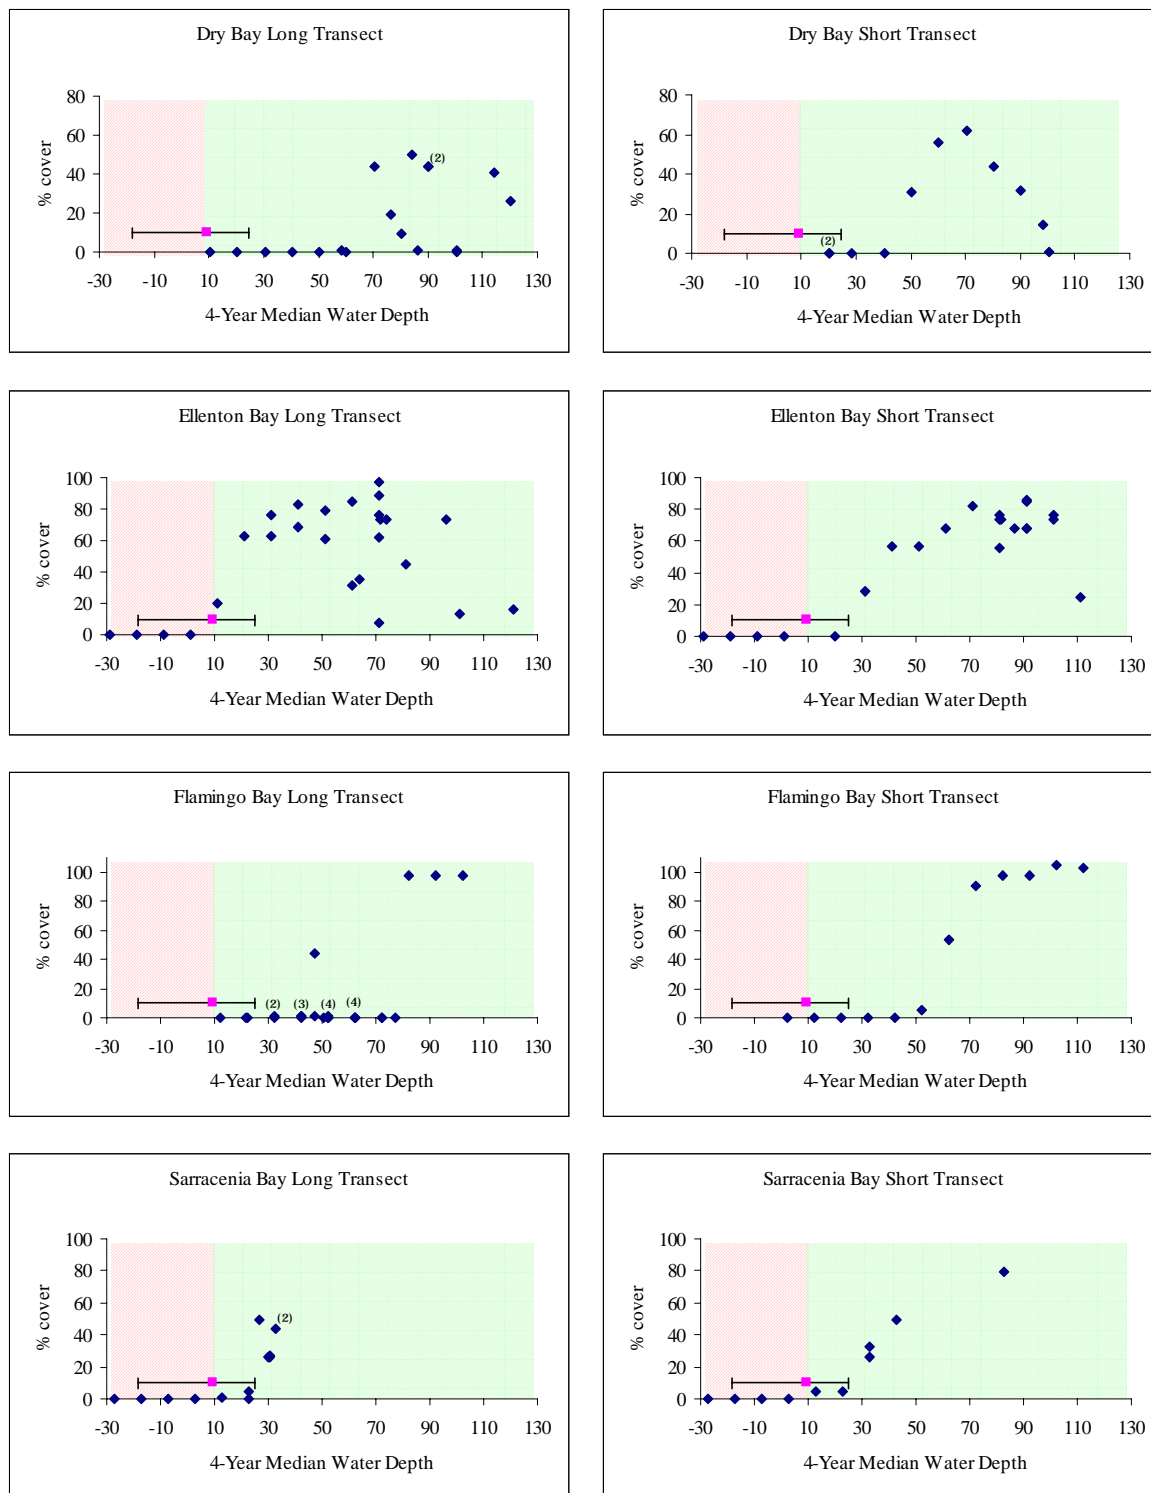 Dry Bay Long Transect
80
60
40
20
0
-30 -10 10 30 50 70 90 110 130
% cover
4-Year Median Water Depth
(2)
Dry Bay Short Transect
80
60
40
20
0
-30 -10 10 30 50 70 90 110 130
% cover
4-Year Median Water Depth
(2)
Ellenton Bay Long Transect
100
80
60
40
20
0
-30 -10 10 30 50 70 90 110 130
% cover
4-Year Median Water Depth
Ellenton Bay Short Transect
100
80
60
40
20
0
-30 -10 10 30 50 70 90 110 130
% cover
4-Year Median Water Depth
Flamingo Bay Long Transect
100
80
60
40
20
0
-30 -10 10 30 50 70 90 110 130
% cover
4-Year Median Water Depth
(2) (3) (4) (4)
Flamingo Bay Short Transect
100
80
60
40
20
0
-30 -10 10 30 50 70 90 110 130
% cover
4-Year Median Water Depth
Sarracenia Bay Long Transect
100
80
60
40
20
0
-30 -10 10 30 50 70 90 110 130
% cover
4-Year Median Water Depth
(2)
Sarracenia Bay Short Transect
100
80
60
40
20
0
-30 -10 10 30 50 70 90 110 130
% cover
4-Year Median Water Depth